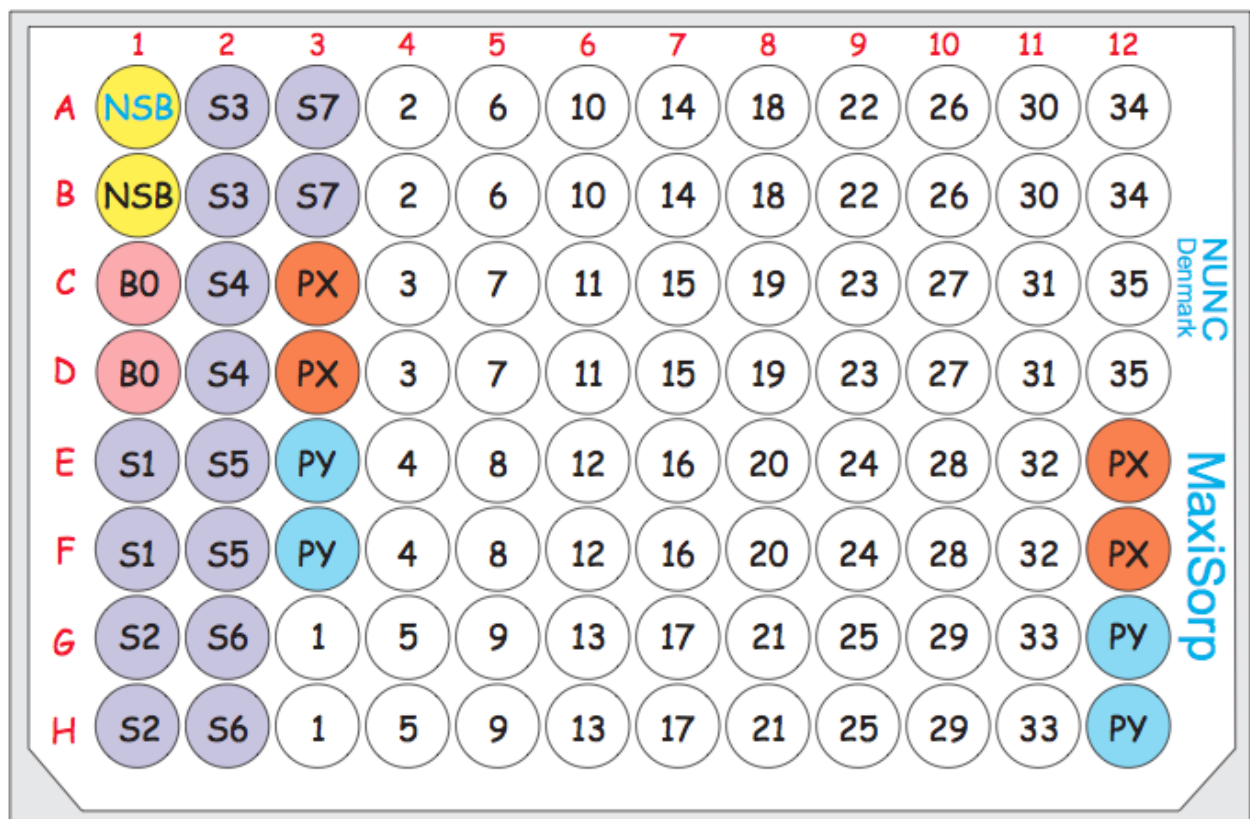 1 2 3 4 5 6 7 8 9 10 11 12
A NSB S3 S7 2 6 10 14 18 22 26 30 34
B NSB S3 S7 2 6 10 14 18 22 26 30 34
C B0 S4 PX 3 7 11 15 19 23 27 31 35
D B0 S4 PX 3 7 11 15 19 23 27 31 35
E S1 S5 PY 4 8 12 16 20 24 28 32 PX
F S1 S5 PY 4 8 12 16 20 24 28 32 PX
G S2 S6 1 5 9 13 17 21 25 29 33 PY
H S2 S6 1 5 9 13 17 21 25 29 33 PY
NUNC
Denmark
MaxiSorp